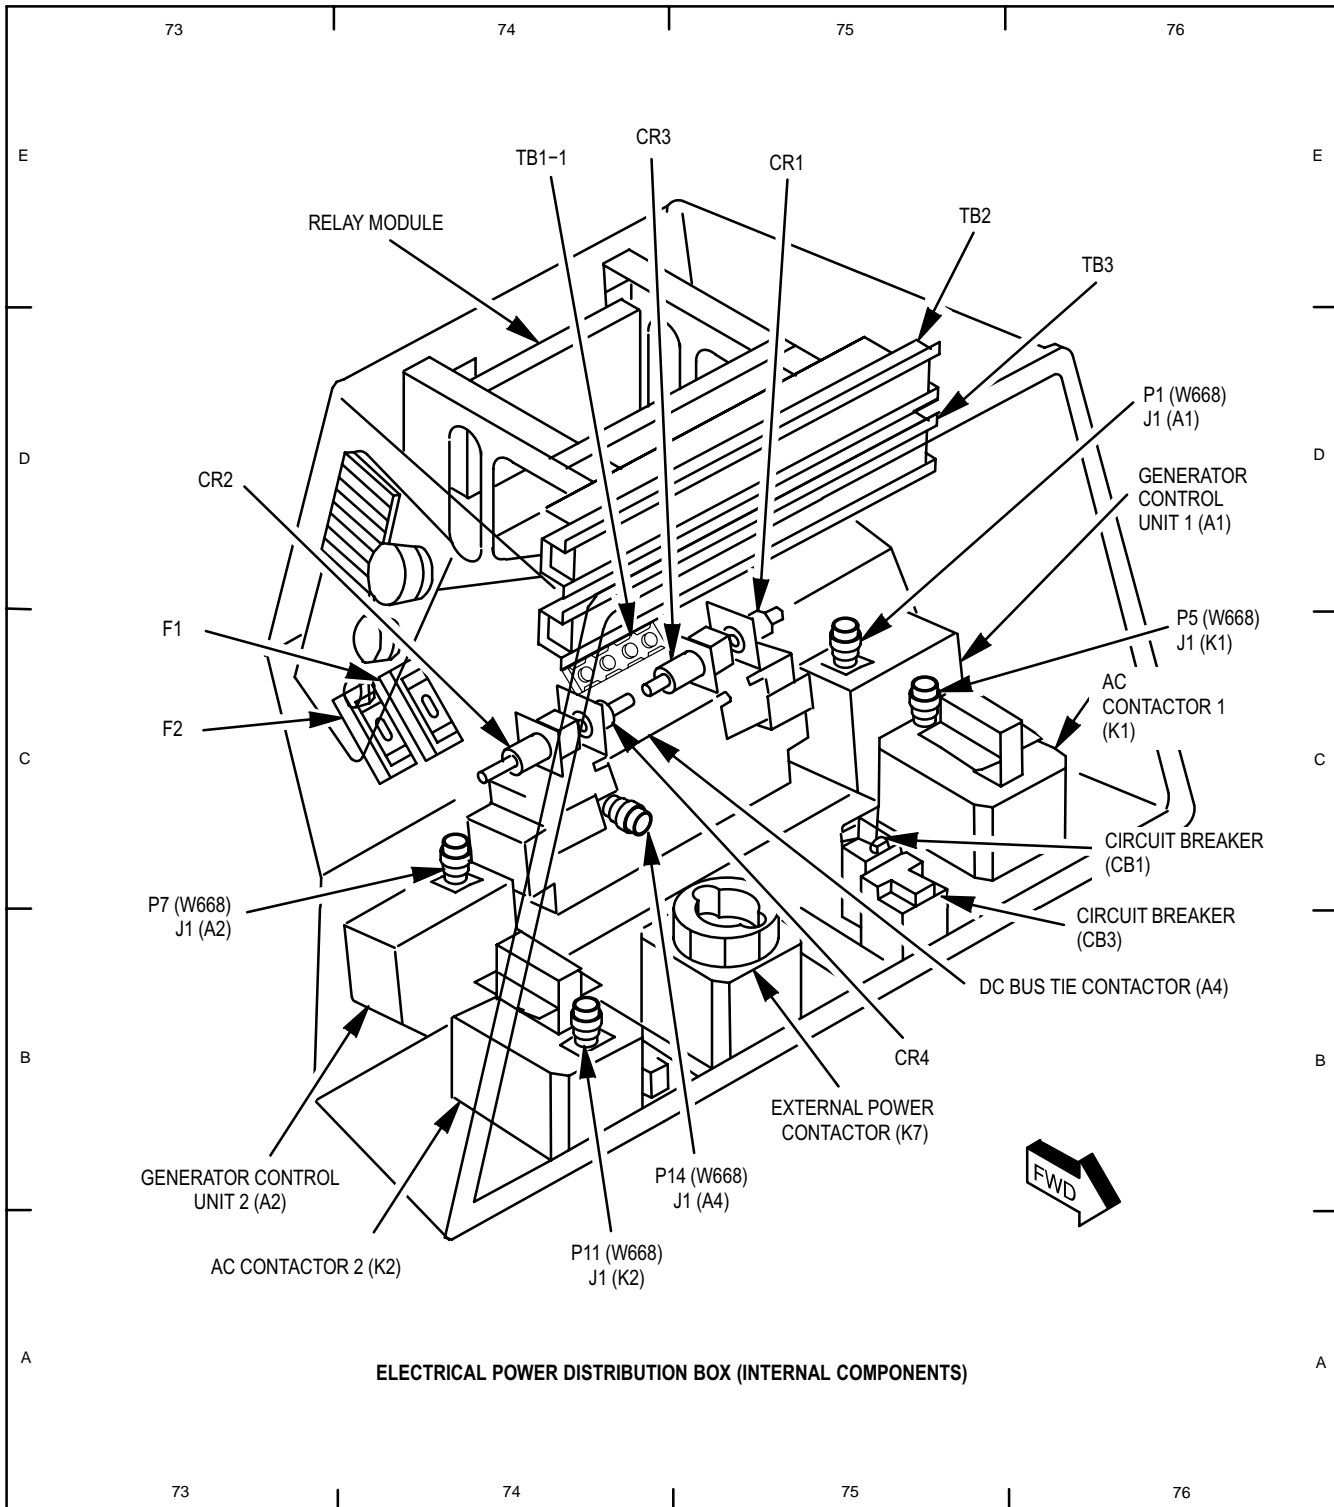 73 74 75 76
E
CR3
TB1-1
CR1
E
RELAY MODULE
TB2
TB3
P1 (W668)
J1 (A1)
D
CR2
GENERATOR
CONTROL
UNIT 1 (A1)
D
F1
P5 (W668)
J1 (K1)
F2
AC
CONTACTOR 1
(K1)
C
C
CIRCUIT BREAKER
(CB1)
P7 (W668)
J1 (A2)
CIRCUIT BREAKER
(CB3)
DC BUS TIE CONTACTOR (A4)
B
CR4
B
EXTERNAL POWER
CONTACTOR (K7)
GENERATOR CONTROL
UNIT 2 (A2)
P14 (W668)
J1 (A4)
FWD
AC CONTACTOR 2 (K2)
P11 (W668)
J1 (K2)
A
A
ELECTRICAL POWER DISTRIBUTION BOX (INTERNAL COMPONENTS)
73 74 75 76